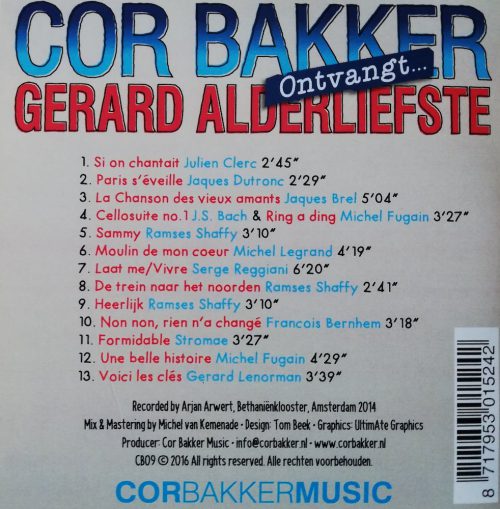 COR BAKKER
Ontvangt...
GERARD ALDERLIEFSTE
1. Si on chantait Julien Clerc 2'45"
2. Paris s'éveille Jaques Dutronc 2'29"
3. La Chanson des vieux amants Jaques Brel 5'04"
4. Cellosuite no.1 J.S. Bach & Ring a ding Michel Fugain 3'27"
5. Sammy Ramses Shaffy 3'10"
6. Moulin de mon coeur Michel Legrand 4'19"
7. Laat me/Vivre Serge Reggiani 6'20"
8. De trein naar het noorden Ramses Shaffy 2'41"
9. Heerlijk Ramses Shaffy 3'10"
10. Non non, rien n'a changé Francois Bernhem 3'18"
11. Formidable Stromae 3'27"
12. Une belle histoire Michel Fugain 4'29"
13. Voici les clés Gerard Lenorman 3'39"
Recorded by Arjan Arwert, Bethaniënklooster, Amsterdam 2014
Mix & Mastering by Michel van Kemenade - Design: Tom Beek - Graphics: UltimAte Graphics
Producer: Cor Bakker Music - info@corbakker.nl - www.corbakker.nl
CB09 © 2016 All rights reserved. Alle rechten voorbehouden.
CORBAKKERMUSIC
8 717953 015242